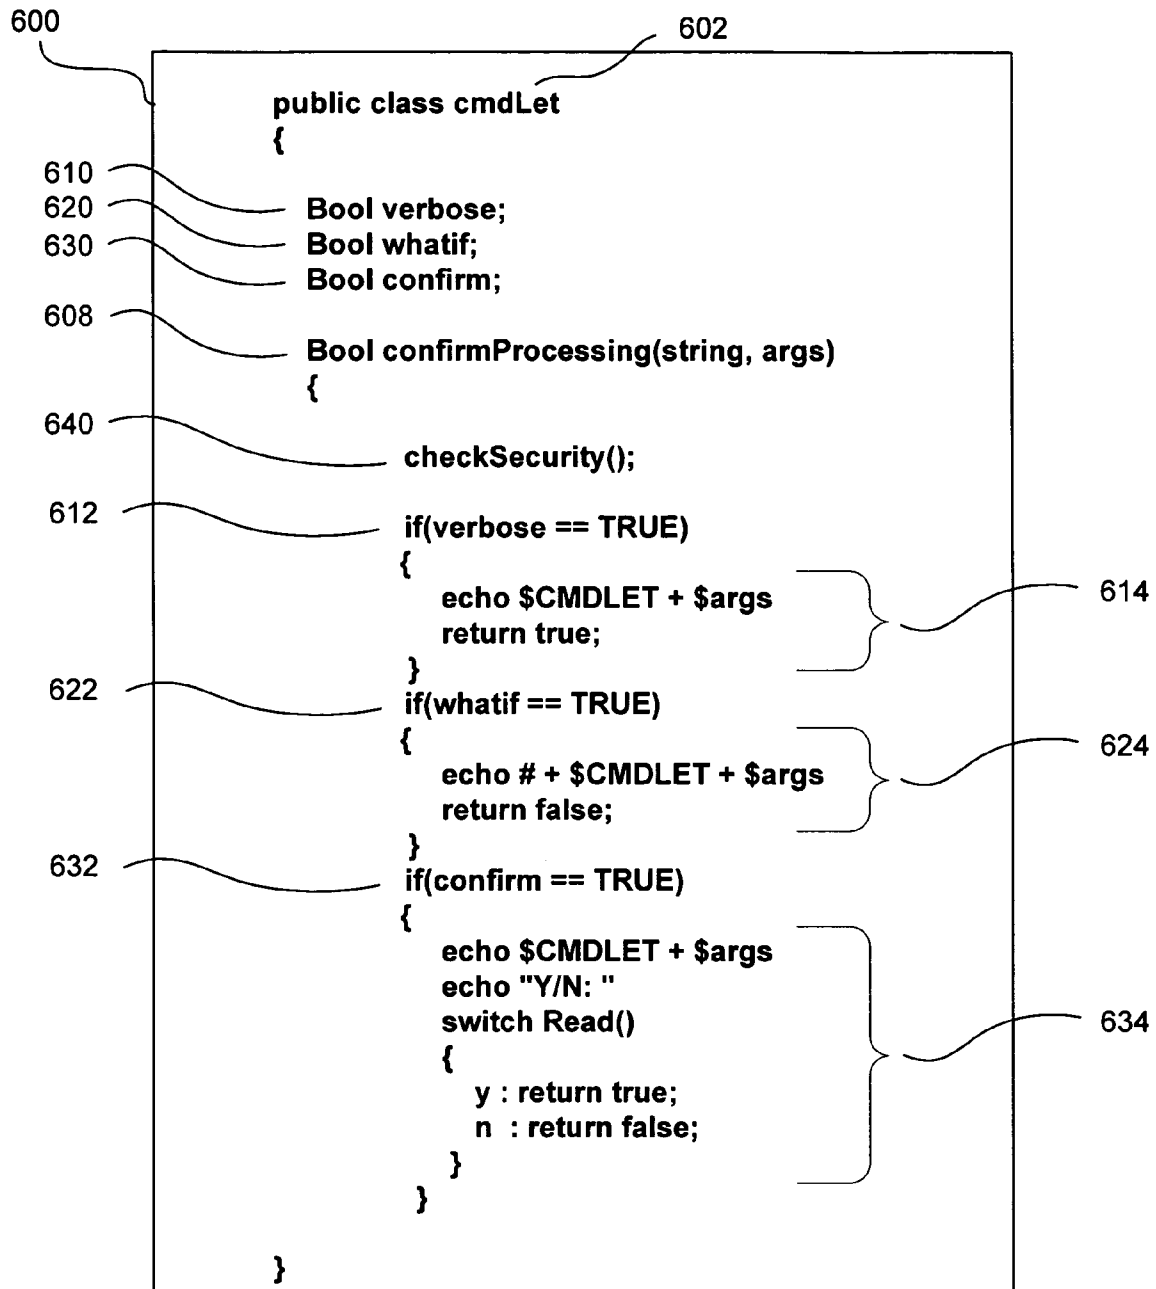 600
602
public class cmdLet
{
610
Bool verbose;
620
Bool whatif;
630
Bool confirm;
608
Bool confirmProcessing(string, args)
{
640
checkSecurity();
612
if(verbose == TRUE)
{
echo $CMDLET + $args
614
return true;
}
622
if(whatif == TRUE)
{
624
echo # + $CMDLET + $args
return false;
}
632
if(confirm == TRUE)
{
echo $CMDLET + $args
echo "Y/N: "
switch Read()
634
{
y : return true;
n : return false;
}
}
}